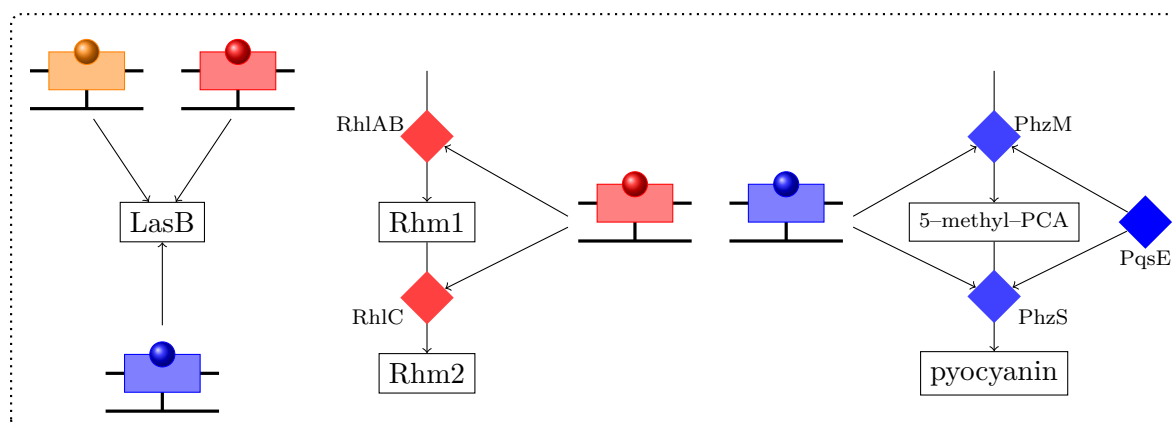 RhlAB
PhzM
LasB
Rhm1
5–methyl–PCA
PqsE
RhlC
PhzS
Rhm2
pyocyanin